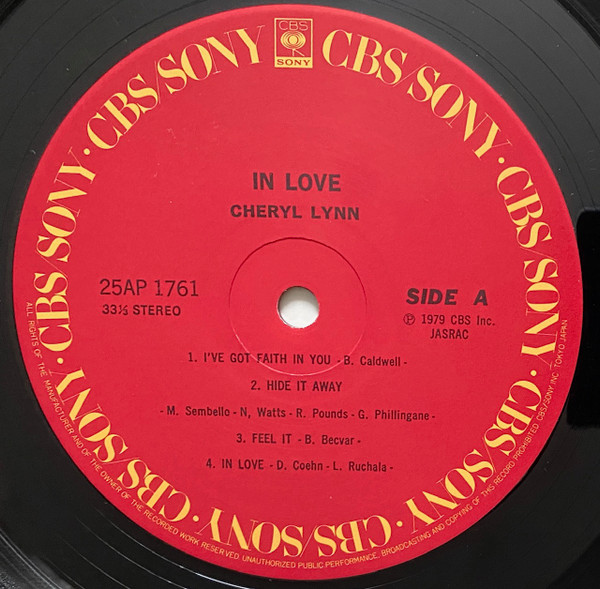 CBS
SONY
CBS/SONY · CBS/SONY · CBS/SONY · CBS/SONY · CBS/SONY · CBS/SONY · CBS/SONY · CBS/SONY · CBS/SONY
IN LOVE
CHERYL LYNN
25AP 1761
33⅓ STEREO
SIDE A
Ⓟ 1979 CBS Inc.
JASRAC
1. I'VE GOT FAITH IN YOU - B. Caldwell -
2. HIDE IT AWAY
- M. Sembello - N, Watts - R. Pounds - G. Phillingane -
3. FEEL IT - B. Becvar -
4. IN LOVE - D. Coehn - L. Ruchala -
ALL RIGHTS OF THE MANUFACTURER AND OF THE OWNER OF THE RECORDED WORK RESERVED. UNAUTHORIZED PUBLIC PERFORMANCE, BROADCASTING AND COPYING OF THIS RECORD PROHIBITED CBS/SONY INC. TOKYO JAPAN